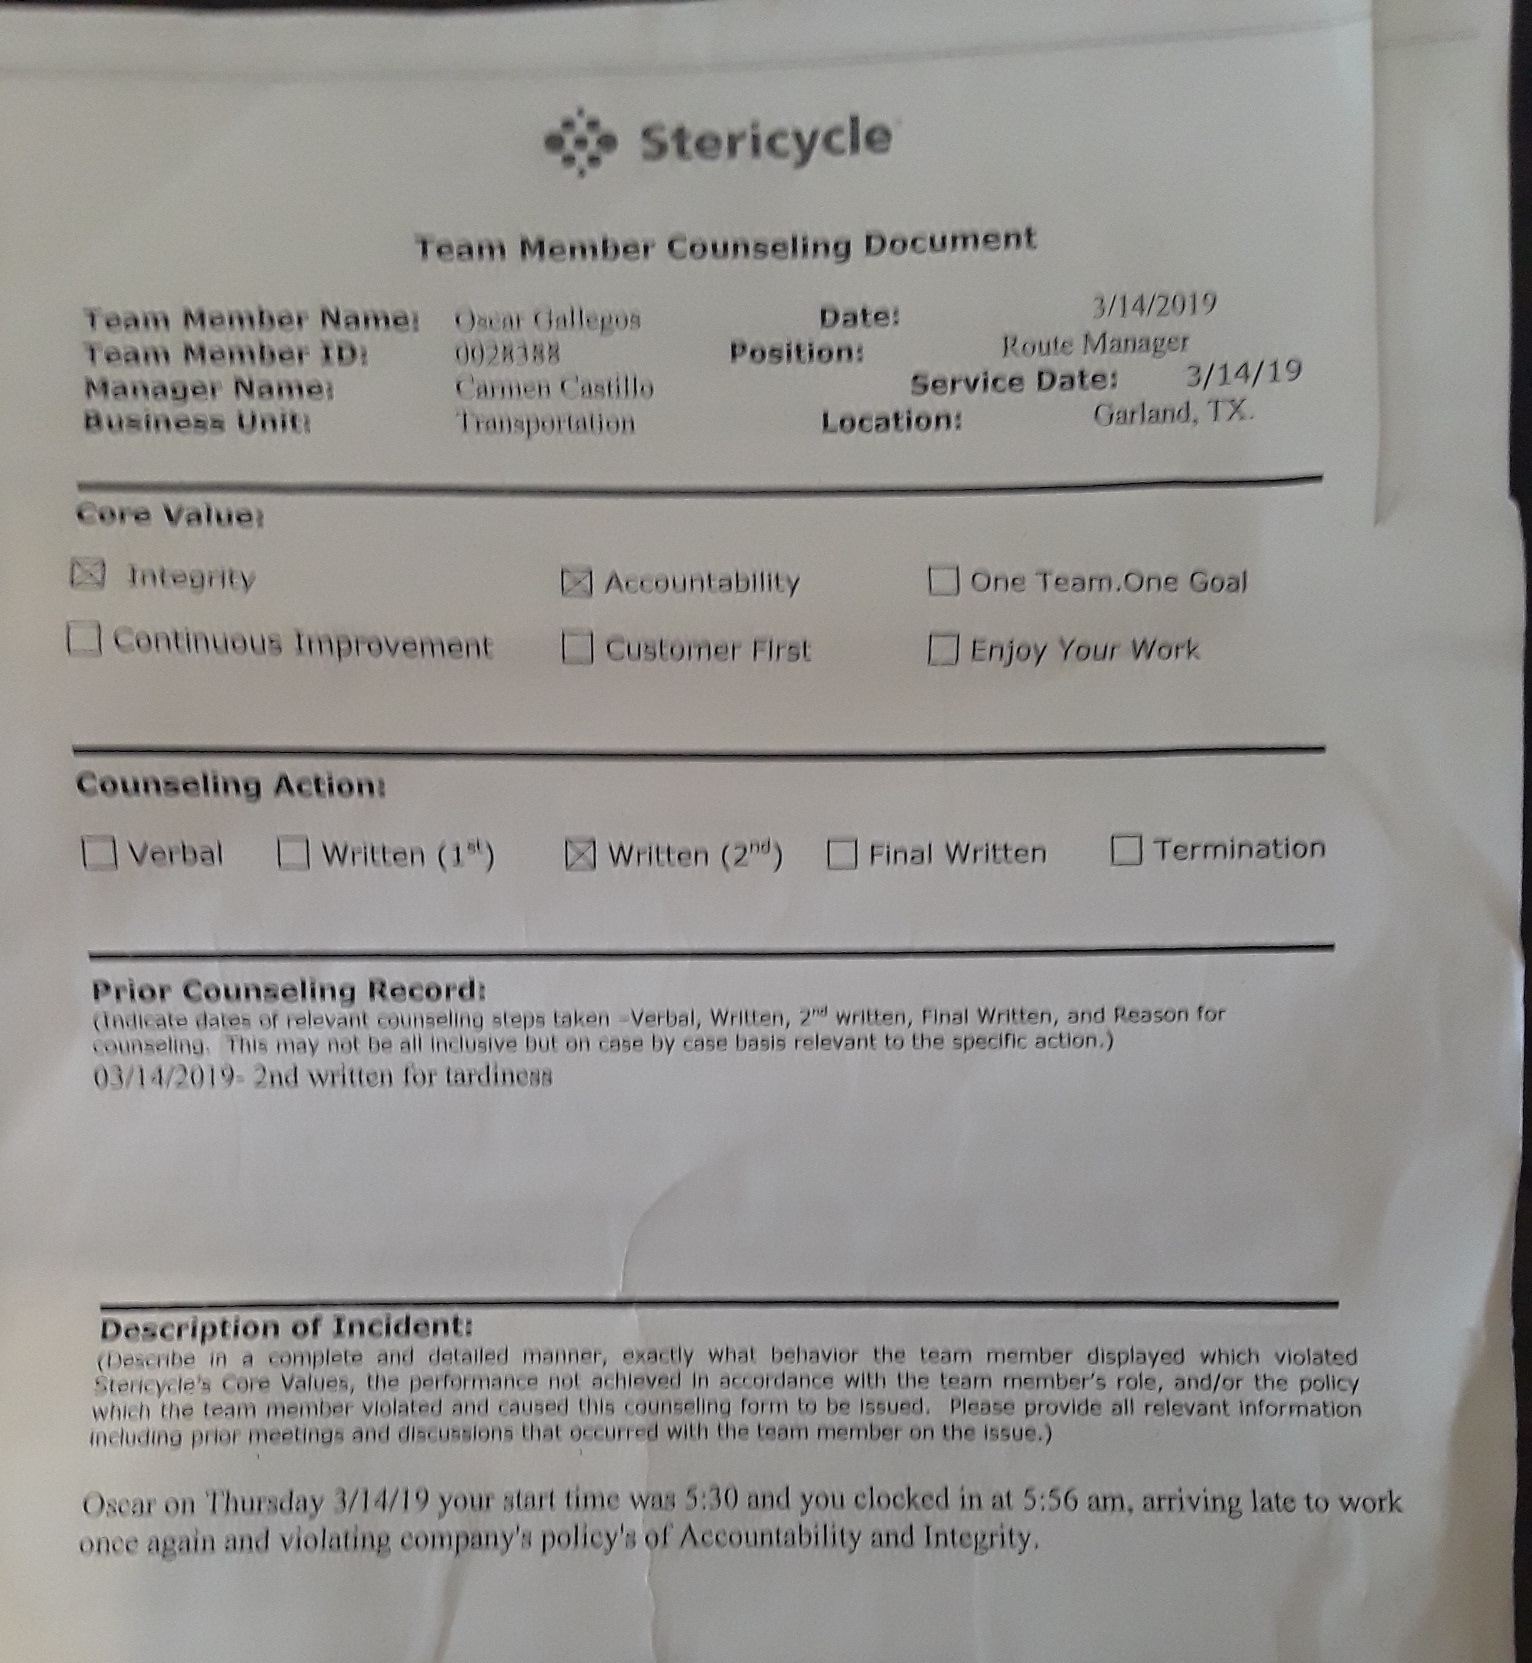 Stericycle
Team Member Counseling Document
Team Member Name: Oscar Gallegos Date: 3/14/2019
Team Member ID: 0028388 Position: Route Manager
Manager Name: Carmen Castillo Service Date: 3/14/19
Business Unit: Transportation Location: Garland, TX.
Core Value:
☒ Integrity ☒ Accountability ☐ One Team.One Goal
☐ Continuous Improvement ☐ Customer First ☐ Enjoy Your Work
Counseling Action:
☐ Verbal ☐ Written (1st) ☒ Written (2nd) ☐ Final Written ☐ Termination
Prior Counseling Record:
(Indicate dates of relevant counseling steps taken –Verbal, Written, 2nd written, Final Written, and Reason for
counseling. This may not be all inclusive but on case by case basis relevant to the specific action.)
03/14/2019- 2nd written for tardiness
Description of Incident:
(Describe in a complete and detailed manner, exactly what behavior the team member displayed which violated
Stericycle's Core Values, the performance not achieved in accordance with the team member's role, and/or the policy
which the team member violated and caused this counseling form to be issued. Please provide all relevant information
including prior meetings and discussions that occurred with the team member on the issue.)
Oscar on Thursday 3/14/19 your start time was 5:30 and you clocked in at 5:56 am, arriving late to work
once again and violating company's policy's of Accountability and Integrity.